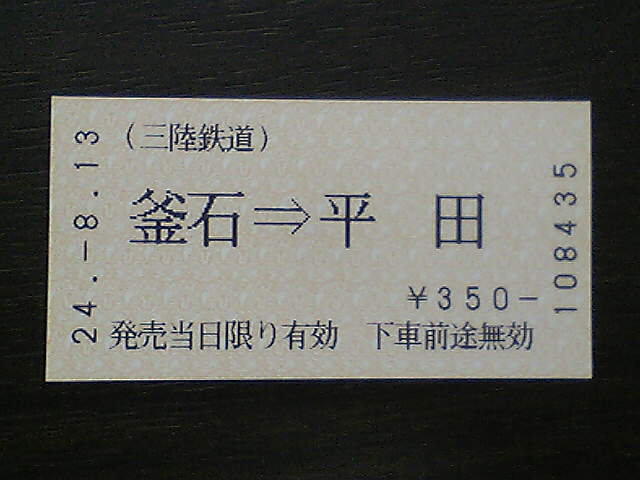 (三陸鉄道)
釜石⇒平 田
¥350-
発売当日限り有効 下車前途無効
24.-8.13
108435